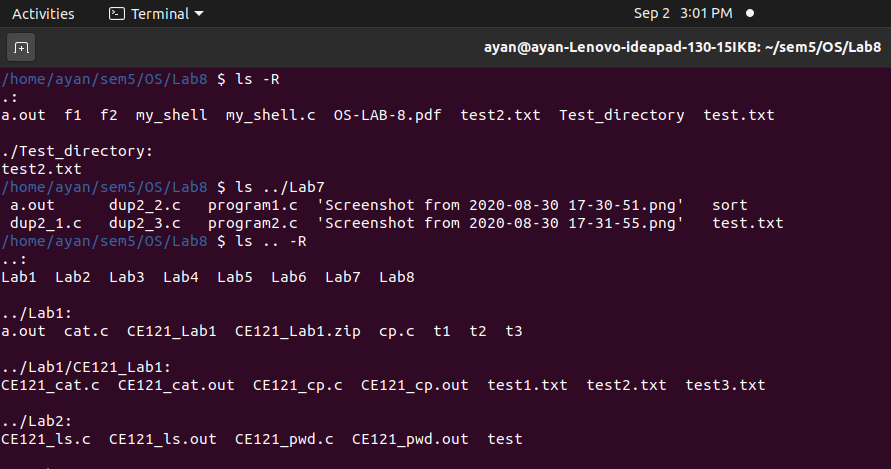 Activities Terminal Sep 2 3:01 PM
ayan@ayan-Lenovo-ideapad-130-15IKB: ~/sem5/OS/Lab8
/home/ayan/sem5/OS/Lab8 $ ls -R
.:
a.out  f1  f2  my_shell  my_shell.c  OS-LAB-8.pdf  test2.txt  Test_directory  test.txt

./Test_directory:
test2.txt
/home/ayan/sem5/OS/Lab8 $ ls ../Lab7
 a.out      dup2_2.c   program1.c  'Screenshot from 2020-08-30 17-30-51.png'   sort
 dup2_1.c   dup2_3.c   program2.c  'Screenshot from 2020-08-30 17-31-55.png'   test.txt
/home/ayan/sem5/OS/Lab8 $ ls .. -R
..:
Lab1  Lab2  Lab3  Lab4  Lab5  Lab6  Lab7  Lab8

../Lab1:
a.out  cat.c  CE121_Lab1  CE121_Lab1.zip  cp.c  t1  t2  t3

../Lab1/CE121_Lab1:
CE121_cat.c  CE121_cat.out  CE121_cp.c  CE121_cp.out  test1.txt  test2.txt  test3.txt

../Lab2:
CE121_ls.c  CE121_ls.out  CE121_pwd.c  CE121_pwd.out  test